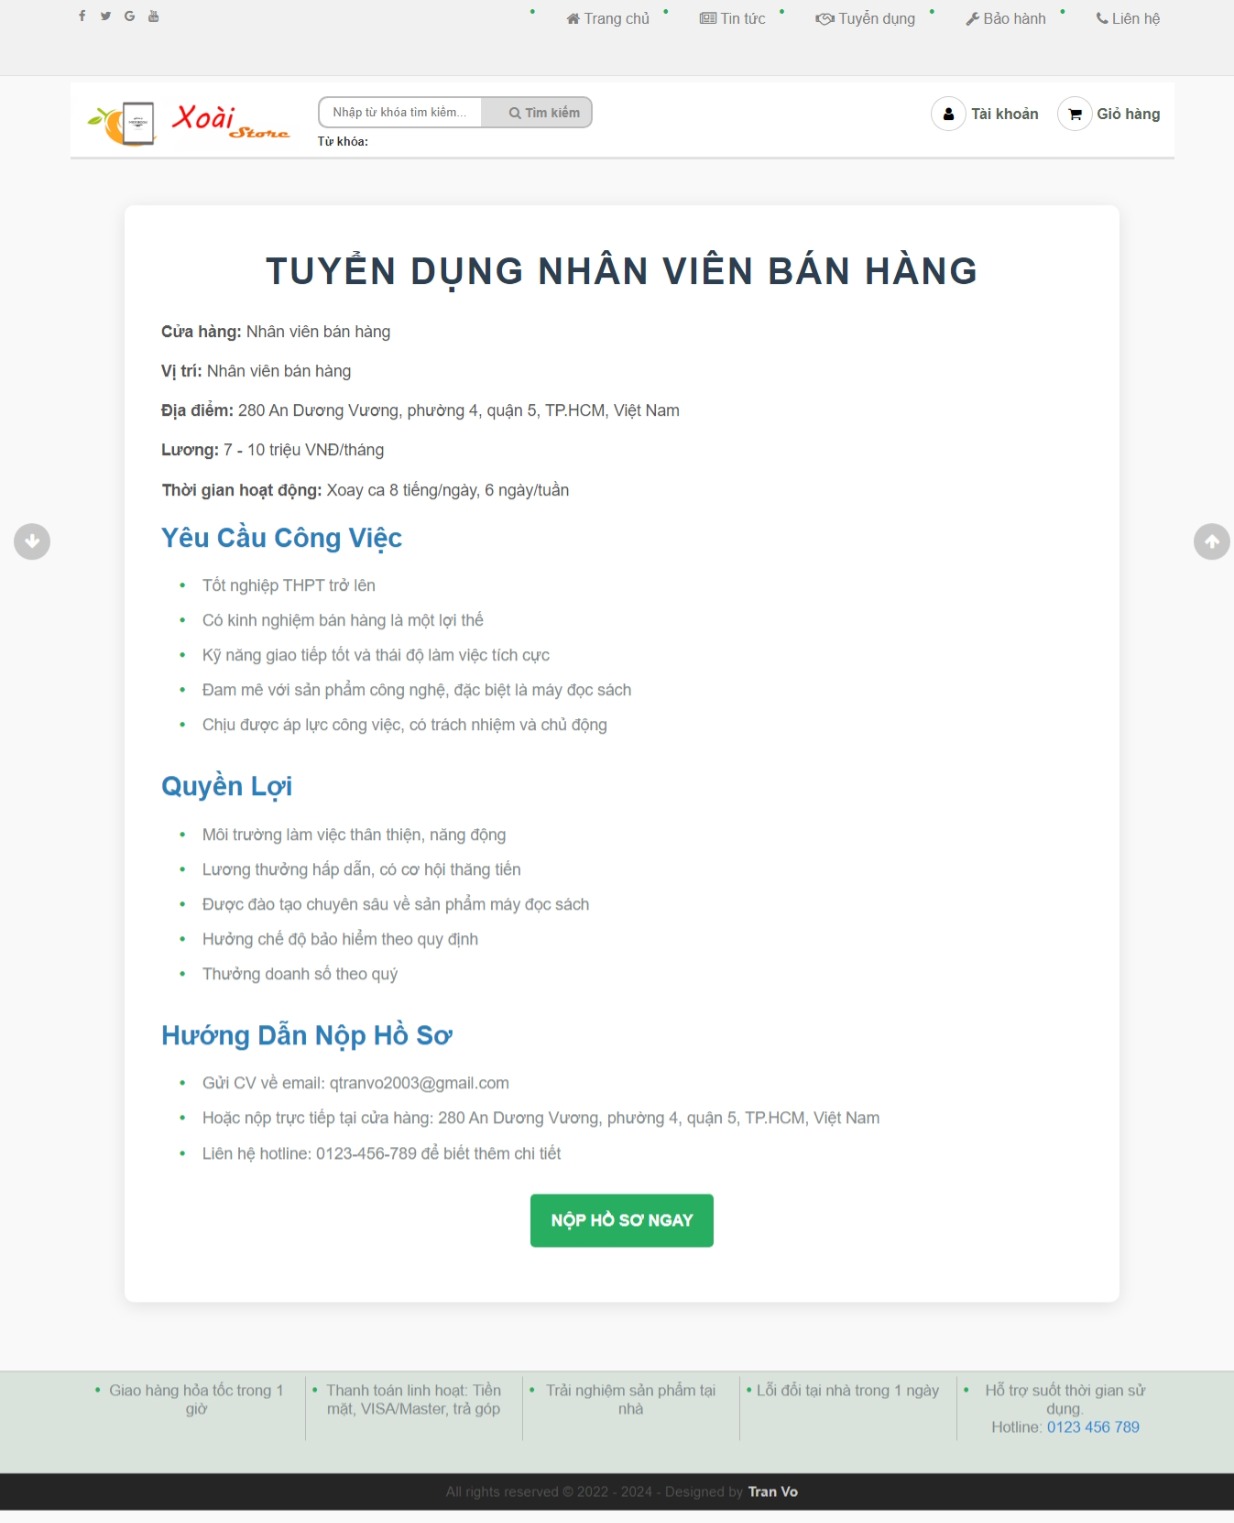 Trang chủ
Tin tức
Tuyển dụng
Bảo hành
Liên hệ
Xoài
Store
Nhập từ khóa tìm kiếm...
Tìm kiếm
Từ khóa:
Tài khoản
Giỏ hàng
TUYỂN DỤNG NHÂN VIÊN BÁN HÀNG
Cửa hàng: Nhân viên bán hàng
Vị trí: Nhân viên bán hàng
Địa điểm: 280 An Dương Vương, phường 4, quận 5, TP.HCM, Việt Nam
Lương: 7 - 10 triệu VNĐ/tháng
Thời gian hoạt động: Xoay ca 8 tiếng/ngày, 6 ngày/tuần
Yêu Cầu Công Việc
• Tốt nghiệp THPT trở lên
• Có kinh nghiệm bán hàng là một lợi thế
• Kỹ năng giao tiếp tốt và thái độ làm việc tích cực
• Đam mê với sản phẩm công nghệ, đặc biệt là máy đọc sách
• Chịu được áp lực công việc, có trách nhiệm và chủ động
Quyền Lợi
• Môi trường làm việc thân thiện, năng động
• Lương thưởng hấp dẫn, có cơ hội thăng tiến
• Được đào tạo chuyên sâu về sản phẩm máy đọc sách
• Hưởng chế độ bảo hiểm theo quy định
• Thưởng doanh số theo quý
Hướng Dẫn Nộp Hồ Sơ
• Gửi CV về email: qtranvo2003@gmail.com
• Hoặc nộp trực tiếp tại cửa hàng: 280 An Dương Vương, phường 4, quận 5, TP.HCM, Việt Nam
• Liên hệ hotline: 0123-456-789 để biết thêm chi tiết
NỘP HỒ SƠ NGAY
• Giao hàng hỏa tốc trong 1
giờ
• Thanh toán linh hoạt: Tiền
mặt, VISA/Master, trả góp
• Trải nghiệm sản phẩm tại
nhà
• Lỗi đổi tại nhà trong 1 ngày
• Hỗ trợ suốt thời gian sử
dụng.
Hotline: 0123 456 789
All rights reserved © 2022 - 2024 - Designed by Tran Vo